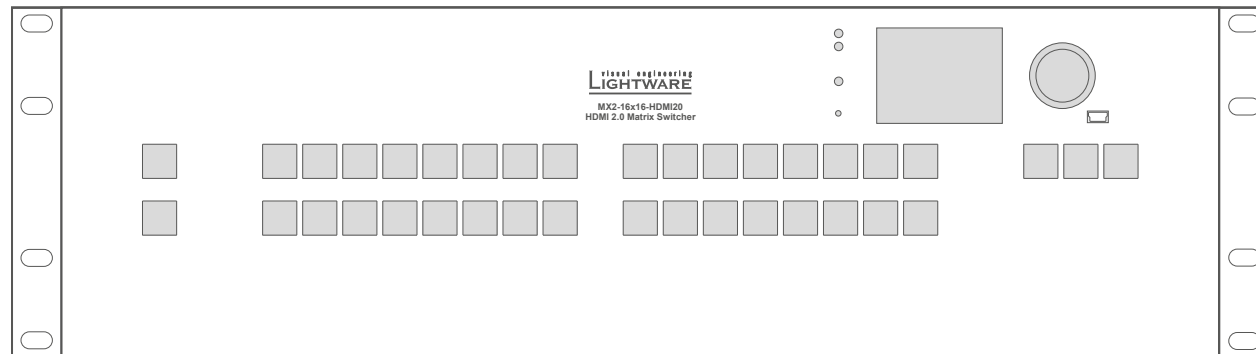 visual engineering
LIGHTWARE
MX2-16x16-HDMI20
HDMI 2.0 Matrix Switcher